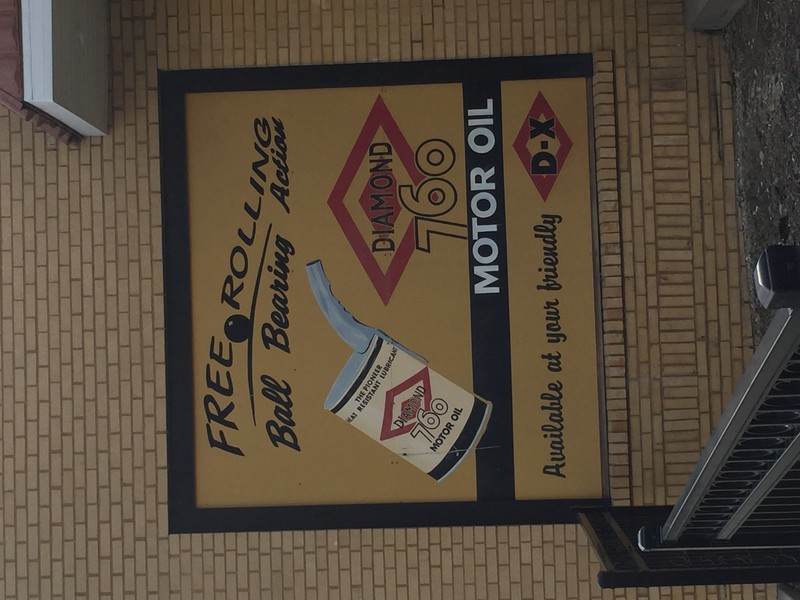 FREE ROLLING
Ball Bearing Action
DIAMOND
760
MOTOR OIL
THE PIONEER
HEAT RESISTANT LUBRICANT
DIAMOND
760
MOTOR OIL
Available at your friendly D-X